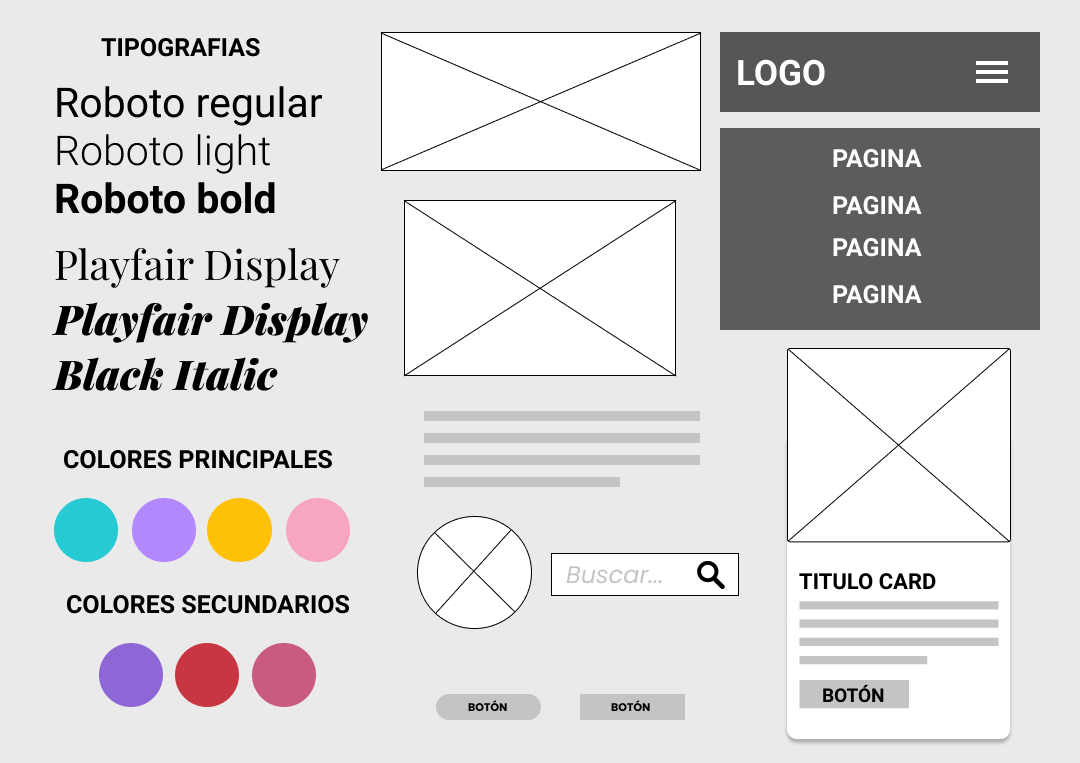 TIPOGRAFIAS
Roboto regular
Roboto light
Roboto bold
Playfair Display
Playfair Display
Black Italic
COLORES PRINCIPALES
COLORES SECUNDARIOS
Buscar...
BOTÓN
BOTÓN
LOGO
PAGINA
PAGINA
PAGINA
PAGINA
TITULO CARD
BOTÓN